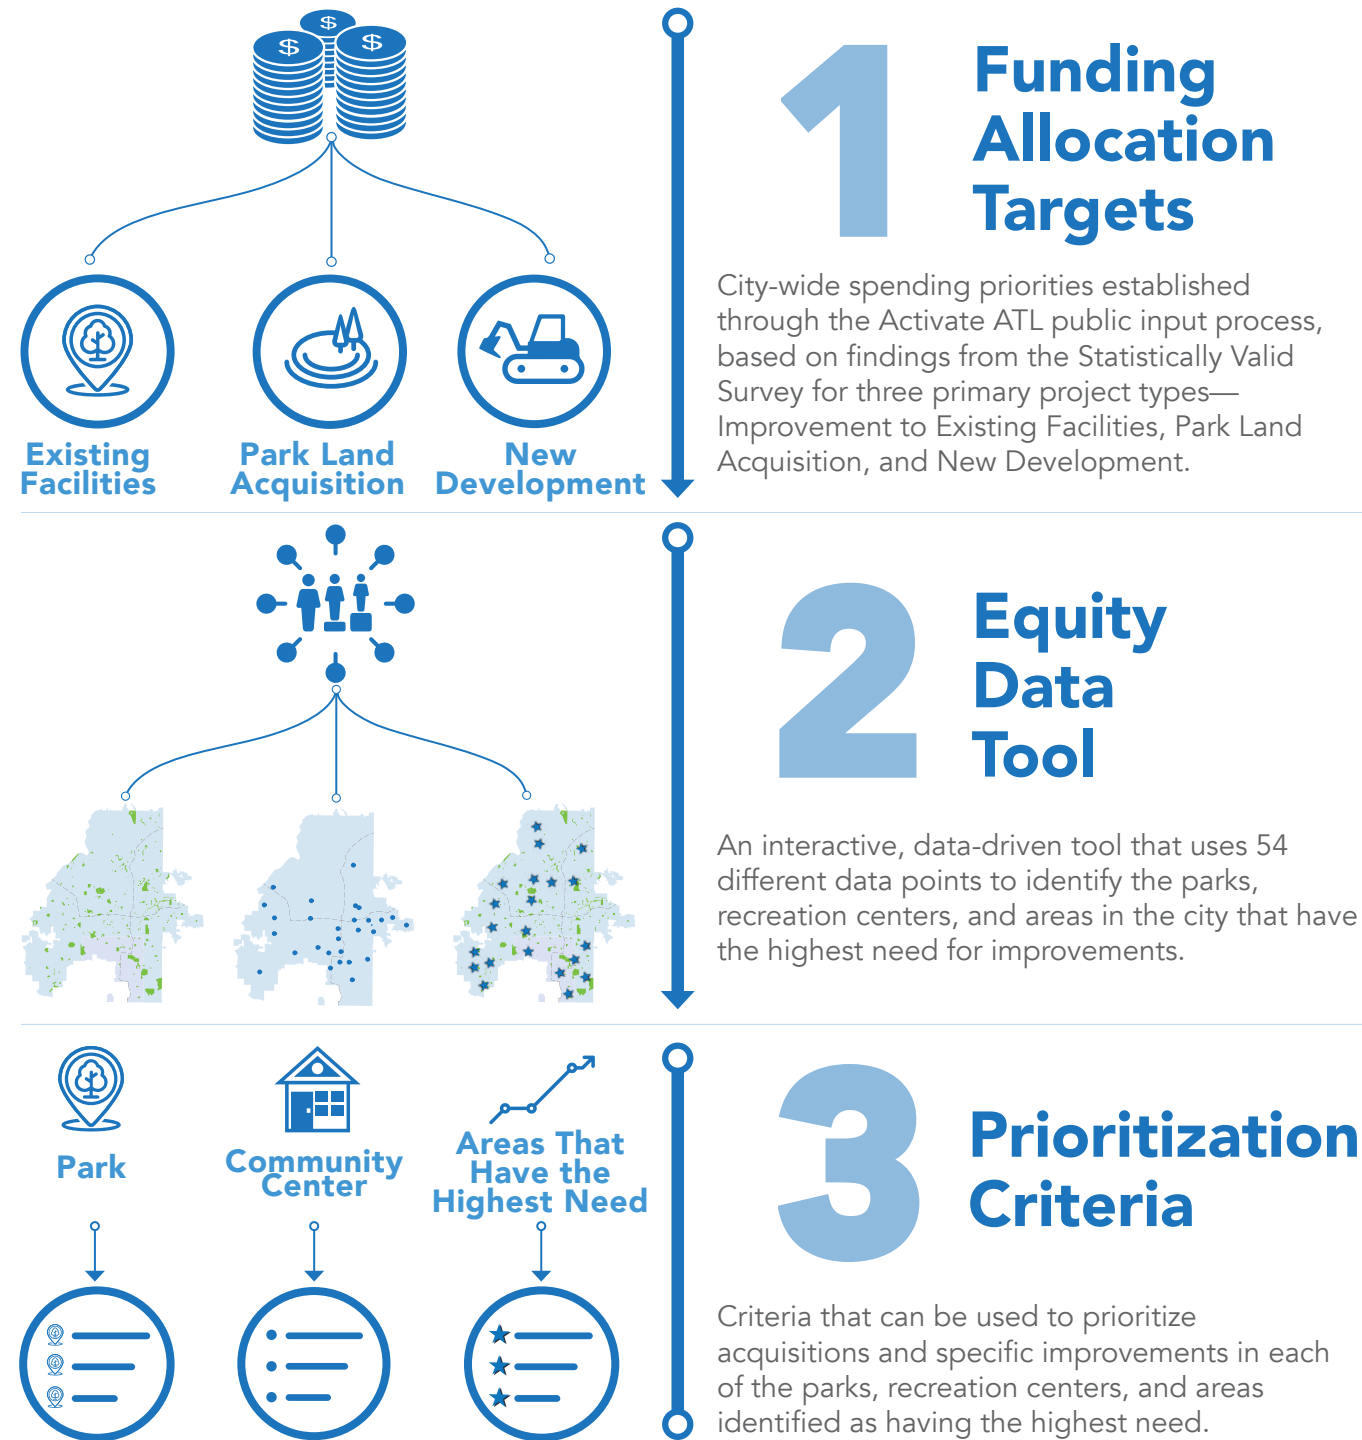 $
$
$
1
Funding
Allocation
Targets
City-wide spending priorities established
through the Activate ATL public input process,
based on findings from the Statistically Valid
Survey for three primary project types—
Improvement to Existing Facilities, Park Land
Acquisition, and New Development.
Existing
Facilities
Park Land
Acquisition
New
Development
2
Equity
Data
Tool
An interactive, data-driven tool that uses 54
different data points to identify the parks,
recreation centers, and areas in the city that have
the highest need for improvements.
Park
Community
Center
Areas That
Have the
Highest Need
3
Prioritization
Criteria
Criteria that can be used to prioritize
acquisitions and specific improvements in each
of the parks, recreation centers, and areas
identified as having the highest need.